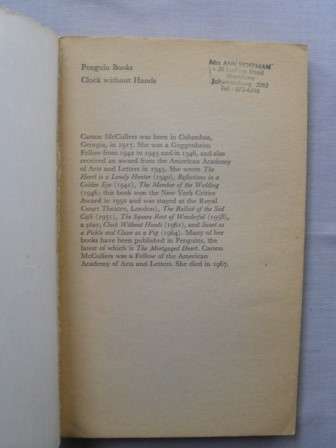 Penguin Books
Clock without Hands
Mrs ANN HOFFMAN
Johannesburg
Tel.
Carson McCullers was born in Columbus,
Georgia, in 1917. She was a Guggenheim
Fellow from 1942 to 1943 and in 1946, and also
received an award from the American Academy
of Arts and Letters in 1943. She wrote The
Heart is a Lonely Hunter (1940), Reflections in a
Golden Eye (1941), The Member of the Wedding
(1946; this book won the New York Critics
Award in 1950 and was stayed at the Royal
Court Theatre, London), The Ballad of the Sad
Café (1951), The Square Root of Wonderful (1958),
a play, Clock Without Hands (1961), and Sweet as
a Pickle and Clean as a Pig (1964). Many of her
books have been published in Penguins, the
latest of which is The Mortgaged Heart. Carson
McCullers was a Fellow of the American
Academy of Arts and Letters. She died in 1967.